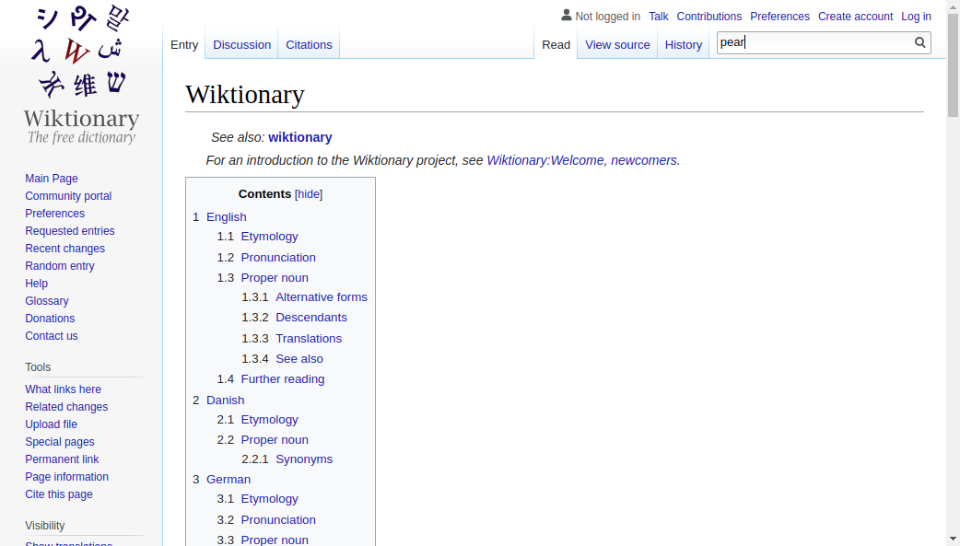 シ ዊ 말
λ W ش
维 ש
Wiktionary
The free dictionary
Main Page
Community portal
Preferences
Requested entries
Recent changes
Random entry
Help
Glossary
Donations
Contact us
Tools
What links here
Related changes
Upload file
Special pages
Permanent link
Page information
Cite this page
Visibility
Show translations
Not logged in Talk Contributions Preferences Create account Log in
Entry Discussion Citations Read View source History pear
Wiktionary
See also: wiktionary
For an introduction to the Wiktionary project, see Wiktionary:Welcome, newcomers.
Contents [hide]
1 English
1.1 Etymology
1.2 Pronunciation
1.3 Proper noun
1.3.1 Alternative forms
1.3.2 Descendants
1.3.3 Translations
1.3.4 See also
1.4 Further reading
2 Danish
2.1 Etymology
2.2 Proper noun
2.2.1 Synonyms
3 German
3.1 Etymology
3.2 Pronunciation
3.3 Proper noun